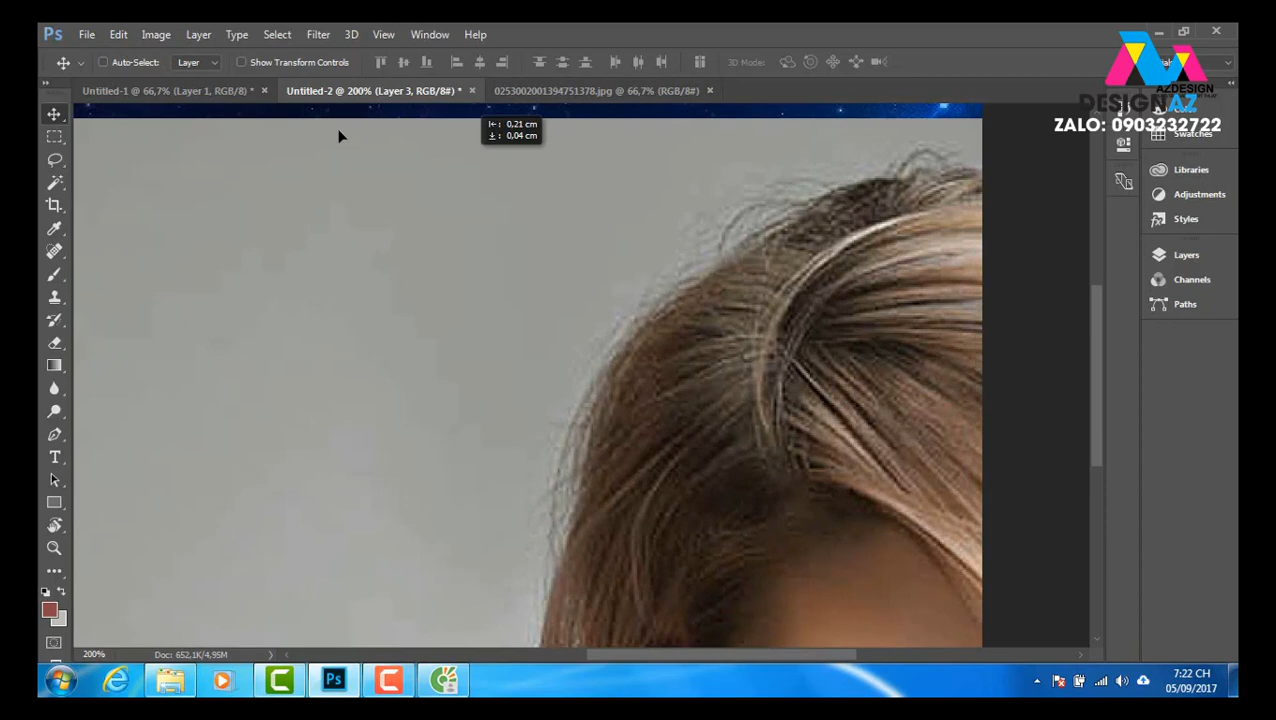 Ps File Edit Image Layer Select Filter 3D View Window Help
Auto-Select: Layer Show Transform Controls 3D Mode:
AZDESIGN
DESIGNAZ
ZALO: 0903232722
Untitled-1 @ 66,7% (Layer 1, RGB/8) * × Untitled-2 @ 200% (Layer 3, RGB/8#) * × 0253002001394751378.jpg @ 66,7% (RGB/8#) ×
0,21 cm
0,04 cm
Swatches
Libraries
Adjustments
Styles
Layers
Channels
Paths
200% Doc: 652,1K/4,95M
Ps
7:22 CH
05/09/2017